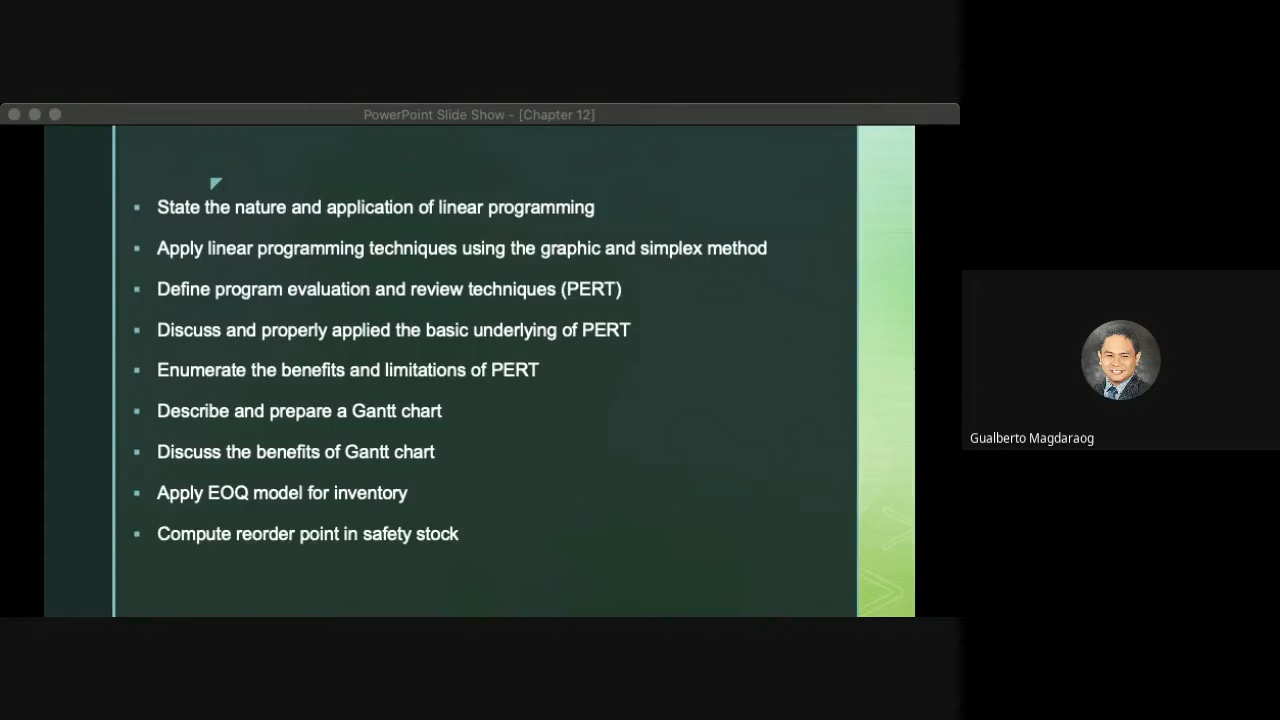 PowerPoint Slide Show - [Chapter 12]
State the nature and application of linear programming
Apply linear programming techniques using the graphic and simplex method
Define program evaluation and review techniques (PERT)
Discuss and properly applied the basic underlying of PERT
Enumerate the benefits and limitations of PERT
Describe and prepare a Gantt chart
Discuss the benefits of Gantt chart
Apply EOQ model for inventory
Compute reorder point in safety stock
Gualberto Magdaraog